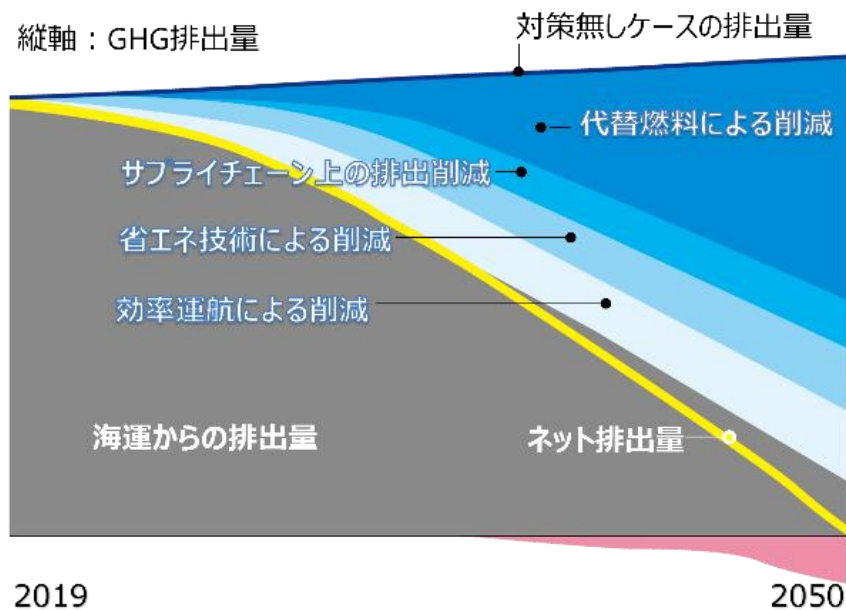 縦軸：GHG排出量
対策無しケースの排出量
代替燃料による削減
サプライチェーン上の排出削減
省エネ技術による削減
効率運航による削減
海運からの排出量
ネット排出量
2019
2050